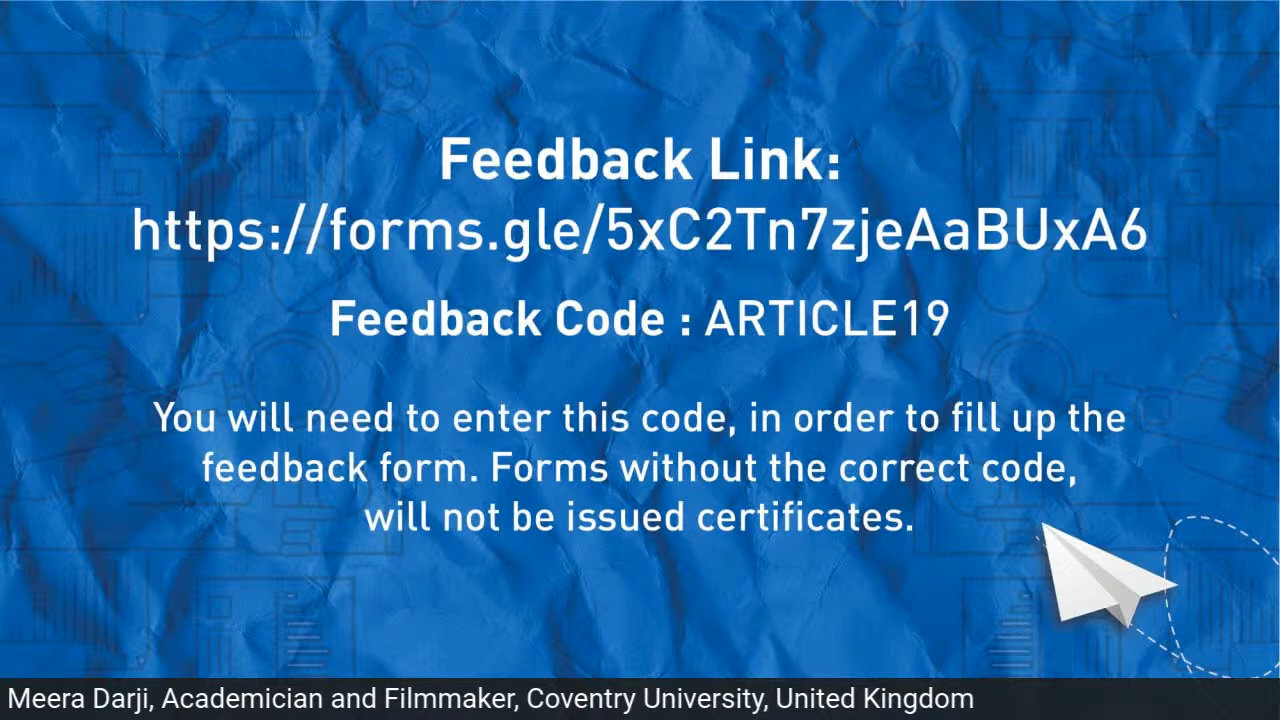 Feedback Link:
https://forms.gle/5xC2Tn7zjeAaBUxA6
Feedback Code : ARTICLE19
You will need to enter this code, in order to fill up the
feedback form. Forms without the correct code,
will not be issued certificates.
Meera Darji, Academician and Filmmaker, Coventry University, United Kingdom